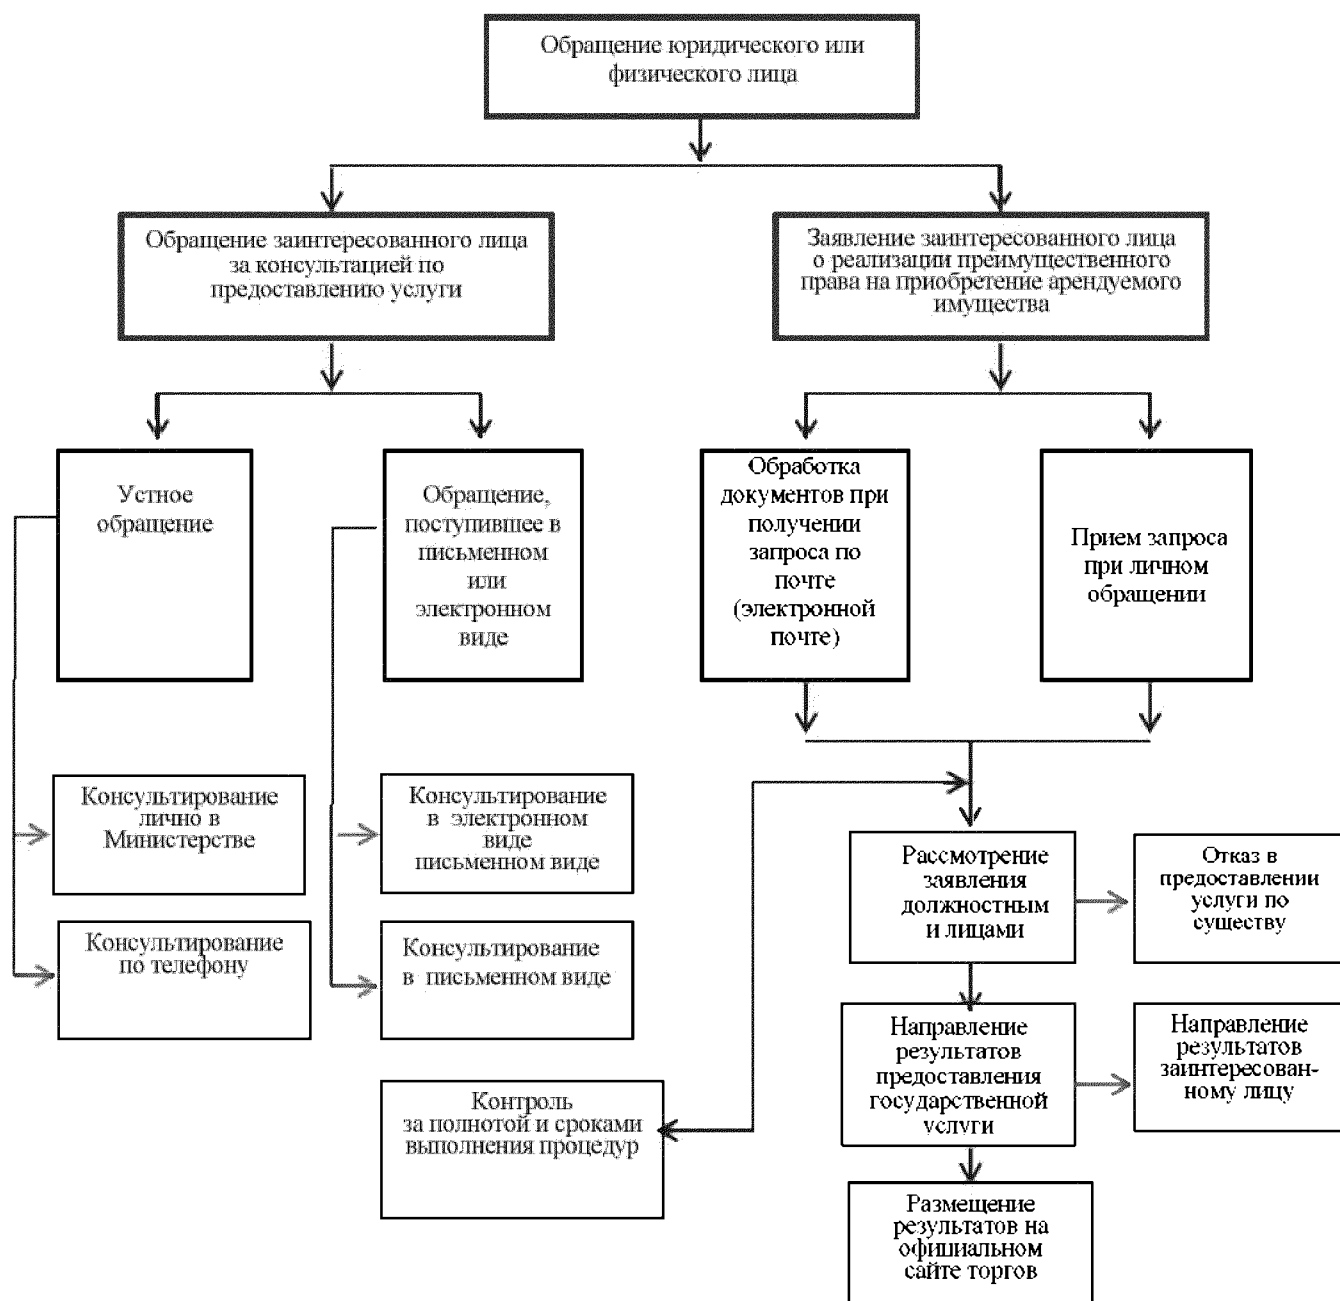 Обращение юридического или
физического лица
Обращение заинтересованного лица
за консультацией по
предоставлению услуги
Заявление заинтересованного лица
о реализации преимущественного
права на приобретение арендуемого
имущества
Устное
обращение
Обращение,
поступившее в
письменном
или
электронном
виде
Обработка
документов при
получении
запроса по
почте
(электронной
почте)
Прием запроса
при личном
обращении
Консультирование
лично в
Министерстве
Консультирование
в электронном
виде
письменном виде
Рассмотрение
заявления
должностным
и лицами
Отказ в
предоставлении
услуги по
существу
Консультирование
по телефону
Консультирование
в письменном виде
Направление
результатов
предоставления
государственной
услуги
Направление
результатов
заинтересован-
ному лицу
Контроль
за полнотой и сроками
выполнения процедур
Размещение
результатов на
официальном
сайте торгов